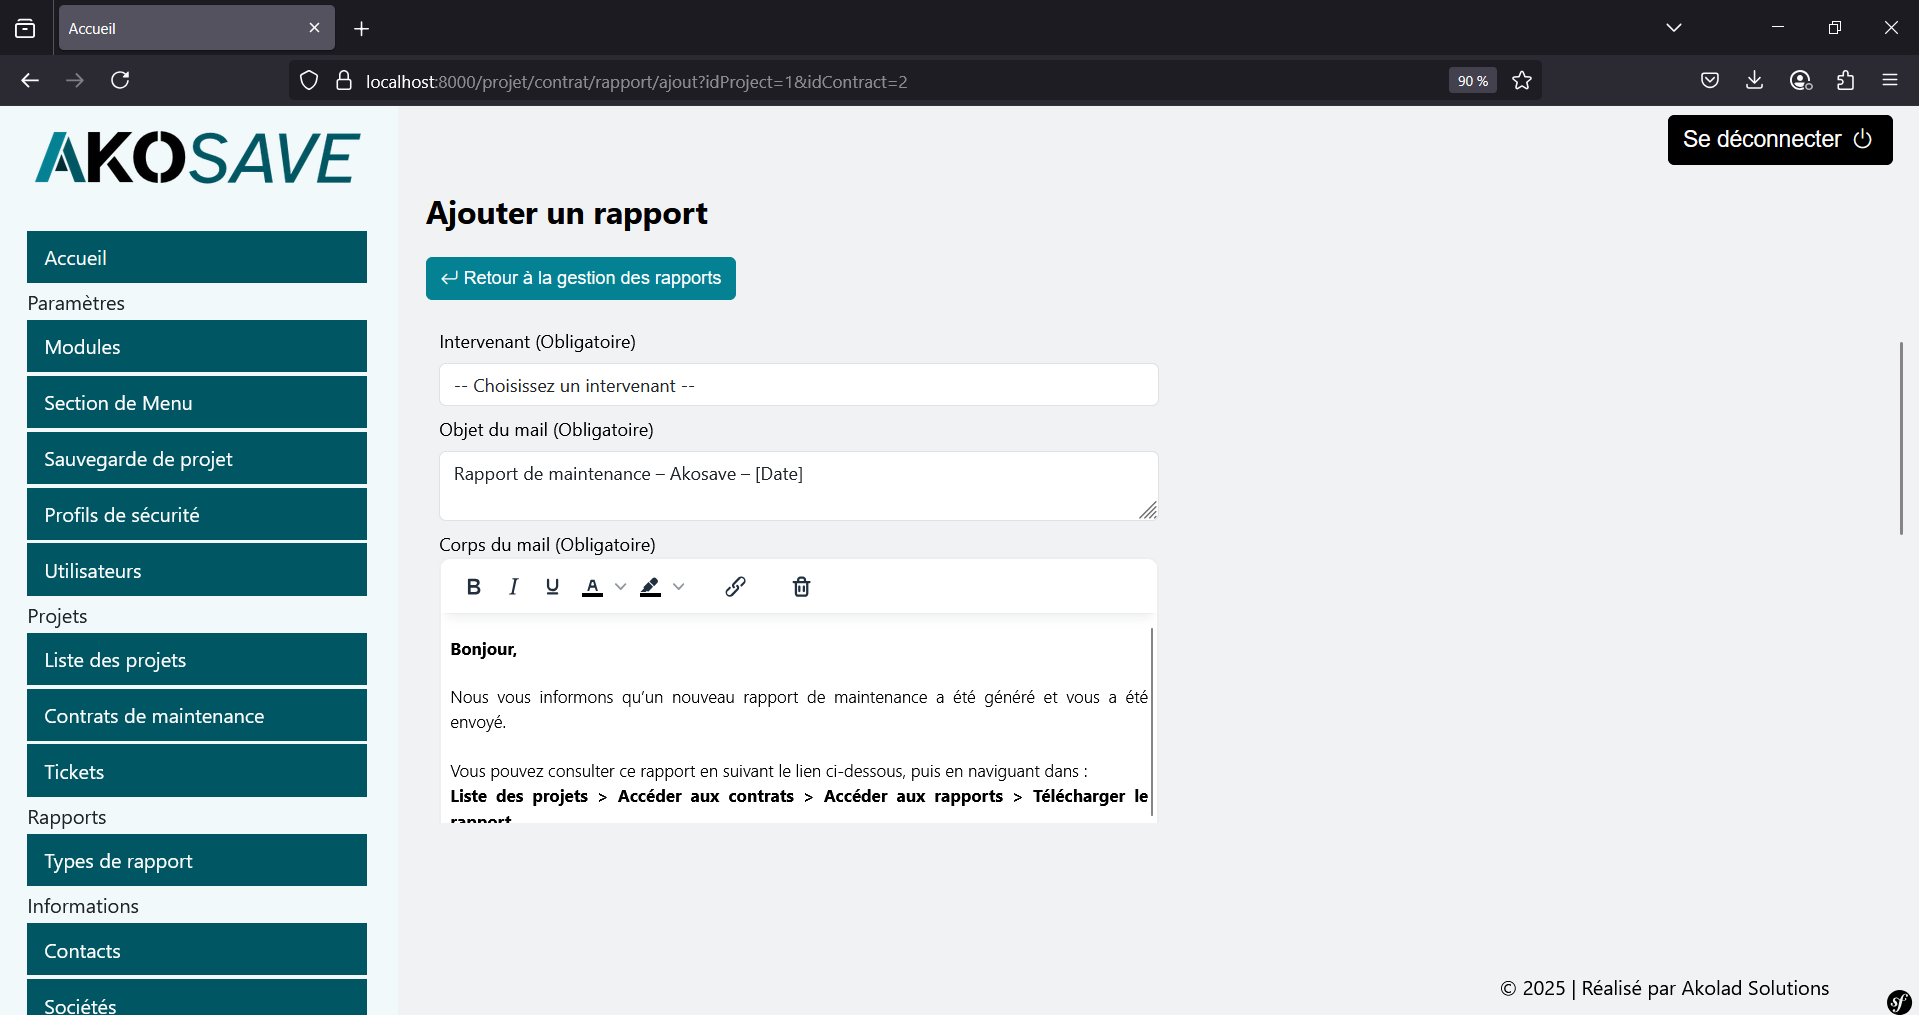 Accueil
localhost:8000/projet/contrat/rapport/ajout?idProject=1&idContract=2
90 %
AKOSAVE
Se déconnecter
Accueil
Paramètres
Modules
Section de Menu
Sauvegarde de projet
Profils de sécurité
Utilisateurs
Projets
Liste des projets
Contrats de maintenance
Tickets
Rapports
Types de rapport
Informations
Contacts
Sociétés
Ajouter un rapport
Retour à la gestion des rapports
Intervenant (Obligatoire)
-- Choisissez un intervenant --
Objet du mail (Obligatoire)
Rapport de maintenance – Akosave – [Date]
Corps du mail (Obligatoire)
B I U A
Bonjour,
Nous vous informons qu'un nouveau rapport de maintenance a été généré et vous a été
envoyé.
Vous pouvez consulter ce rapport en suivant le lien ci-dessous, puis en naviguant dans :
Liste des projets > Accéder aux contrats > Accéder aux rapports > Télécharger le
rapport
© 2025 | Réalisé par Akolad Solutions
sf